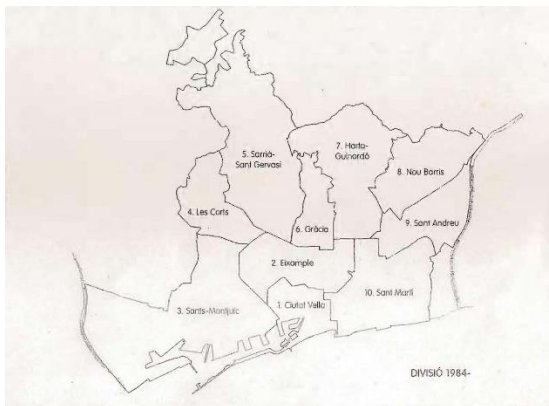 5. Sarrià-
Sant Gervasi
7. Horta-
Guinardó
8. Nou Barris
4. Les Corts
6. Gràcia
9. Sant Andreu
2. Eixample
10. Sant Martí
3. Sants-Montjuïc
1. Ciutat Vella
DIVISIÓ 1984-